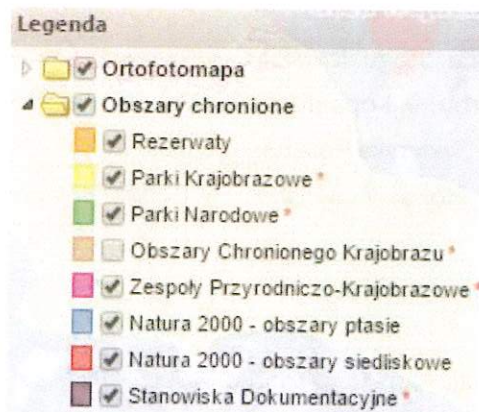 Legenda
Ortofotomapa
Obszary chronione
Rezerwaty
Parki Krajobrazowe *
Parki Narodowe *
Obszary Chronionego Krajobrazu *
Zespoły Przyrodniczo-Krajobrazowe *
Natura 2000 - obszary ptasie
Natura 2000 - obszary siedliskowe
Stanowiska Dokumentacyjne *